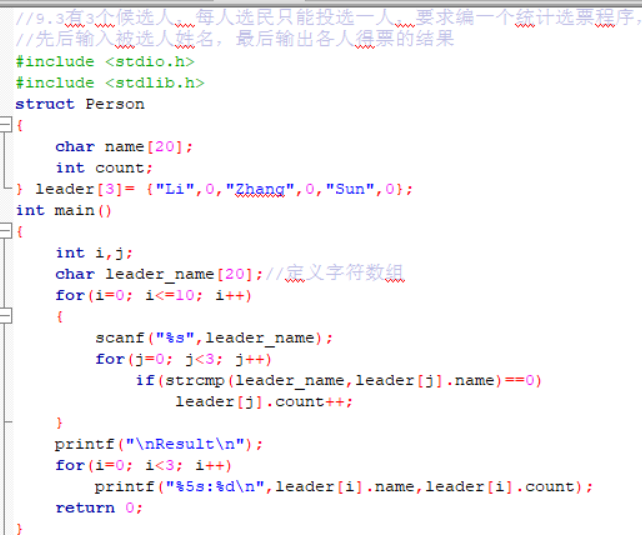 //9.3有3个候选人；每人选民只能投选一人；要求编一个统计选票程序，
//先后输入被选人姓名，最后输出各人得票的结果
#include <stdio.h>
#include <stdlib.h>
struct Person
{
    char name[20];
    int count;
} leader[3]= {"Li",0,"Zhang",0,"Sun",0};
int main()
{
    int i,j;
    char leader_name[20];//定义字符数组
    for(i=0; i<=10; i++)
    {
        scanf("%s",leader_name);
        for(j=0; j<3; j++)
            if(strcmp(leader_name,leader[j].name)==0)
                leader[j].count++;
    }
    printf("\nResult\n");
    for(i=0; i<3; i++)
        printf("%5s:%d\n",leader[i].name,leader[i].count);
    return 0;
}